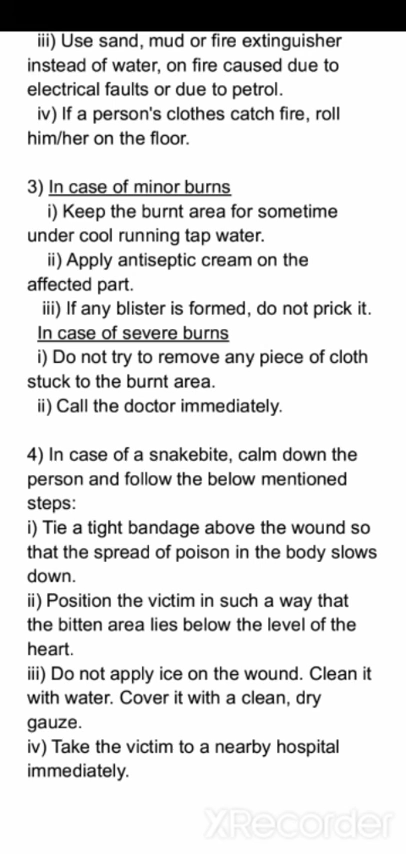 iii) Use sand, mud or fire extinguisher
instead of water, on fire caused due to
electrical faults or due to petrol.
iv) If a person's clothes catch fire, roll
him/her on the floor.
3) In case of minor burns
i) Keep the burnt area for sometime
under cool running tap water.
ii) Apply antiseptic cream on the
affected part.
iii) If any blister is formed, do not prick it.
In case of severe burns
i) Do not try to remove any piece of cloth
stuck to the burnt area.
ii) Call the doctor immediately.
4) In case of a snakebite, calm down the
person and follow the below mentioned
steps:
i) Tie a tight bandage above the wound so
that the spread of poison in the body slows
down.
ii) Position the victim in such a way that
the bitten area lies below the level of the
heart.
iii) Do not apply ice on the wound. Clean it
with water. Cover it with a clean, dry
gauze.
iv) Take the victim to a nearby hospital
immediately.
XRecorder